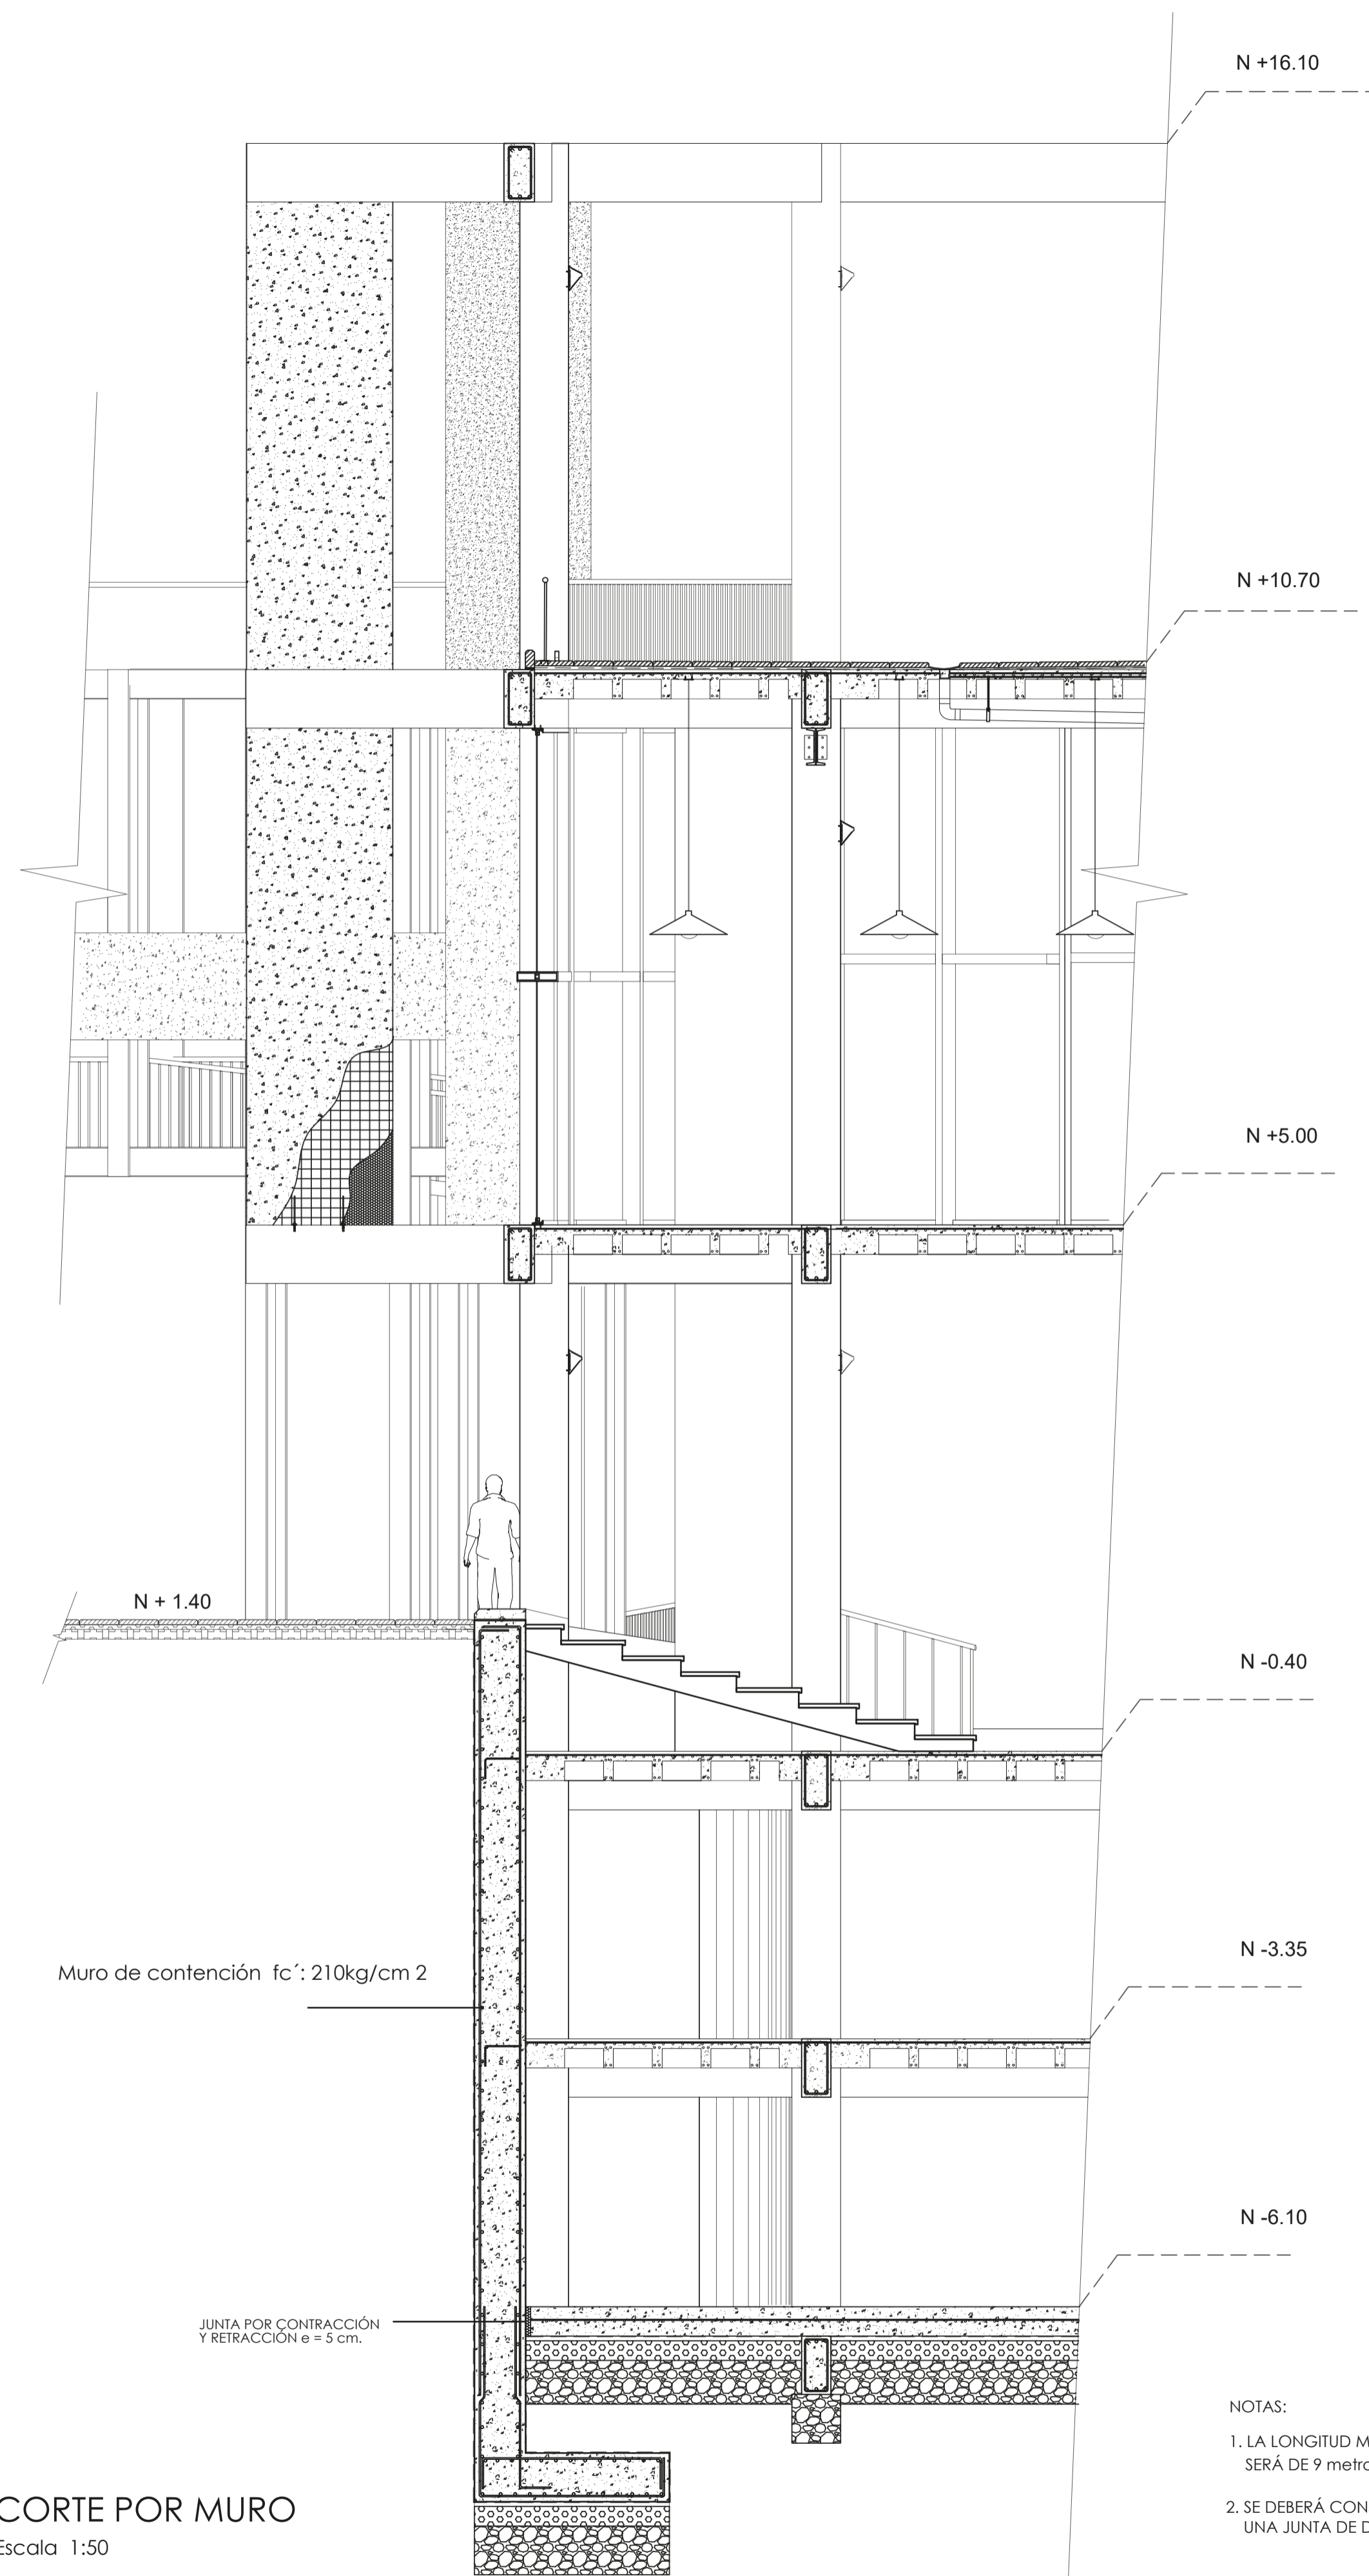 N +16.10
N +10.70
N +5.00
N + 1.40
N -0.40
N -3.35
Muro de contención fc´: 210kg/cm 2
N -6.10
JUNTA POR CONTRACCIÓN
Y RETRACCIÓN e = 5 cm.
NOTAS:
1. LA LONGITUD
SERÁ DE 9
2. SE DEBERÁ
UNA JUNTA DE
CORTE POR MURO
Escala 1:50